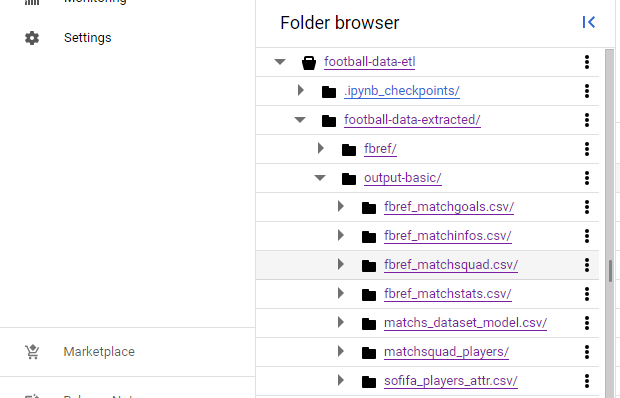 Monitoring
Settings
Marketplace
Folder browser
football-data-etl
.ipynb_checkpoints/
football-data-extracted/
fbref/
output-basic/
fbref_matchgoals.csv/
fbref_matchinfos.csv/
fbref_matchsquad.csv/
fbref_matchstats.csv/
matchs_dataset_model.csv/
matchsquad_players/
sofifa_players_attr.csv/